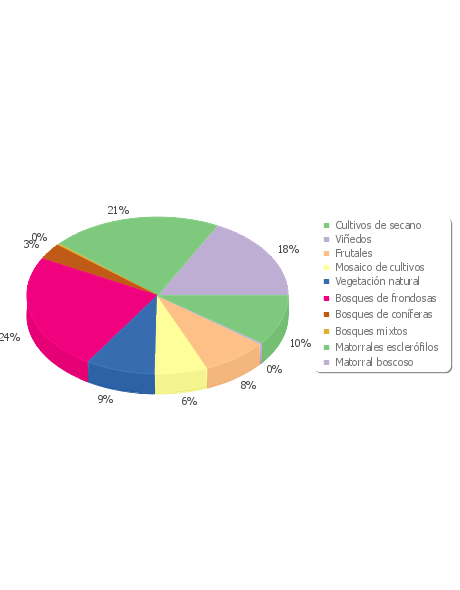 21%
0%
3%
18%
24%
10%
0%
8%
6%
9%
Cultivos de secano
Viñedos
Frutales
Mosaico de cultivos
Vegetación natural
Bosques de frondosas
Bosques de coníferas
Bosques mixtos
Matorrales esclerófilos
Matorral boscoso